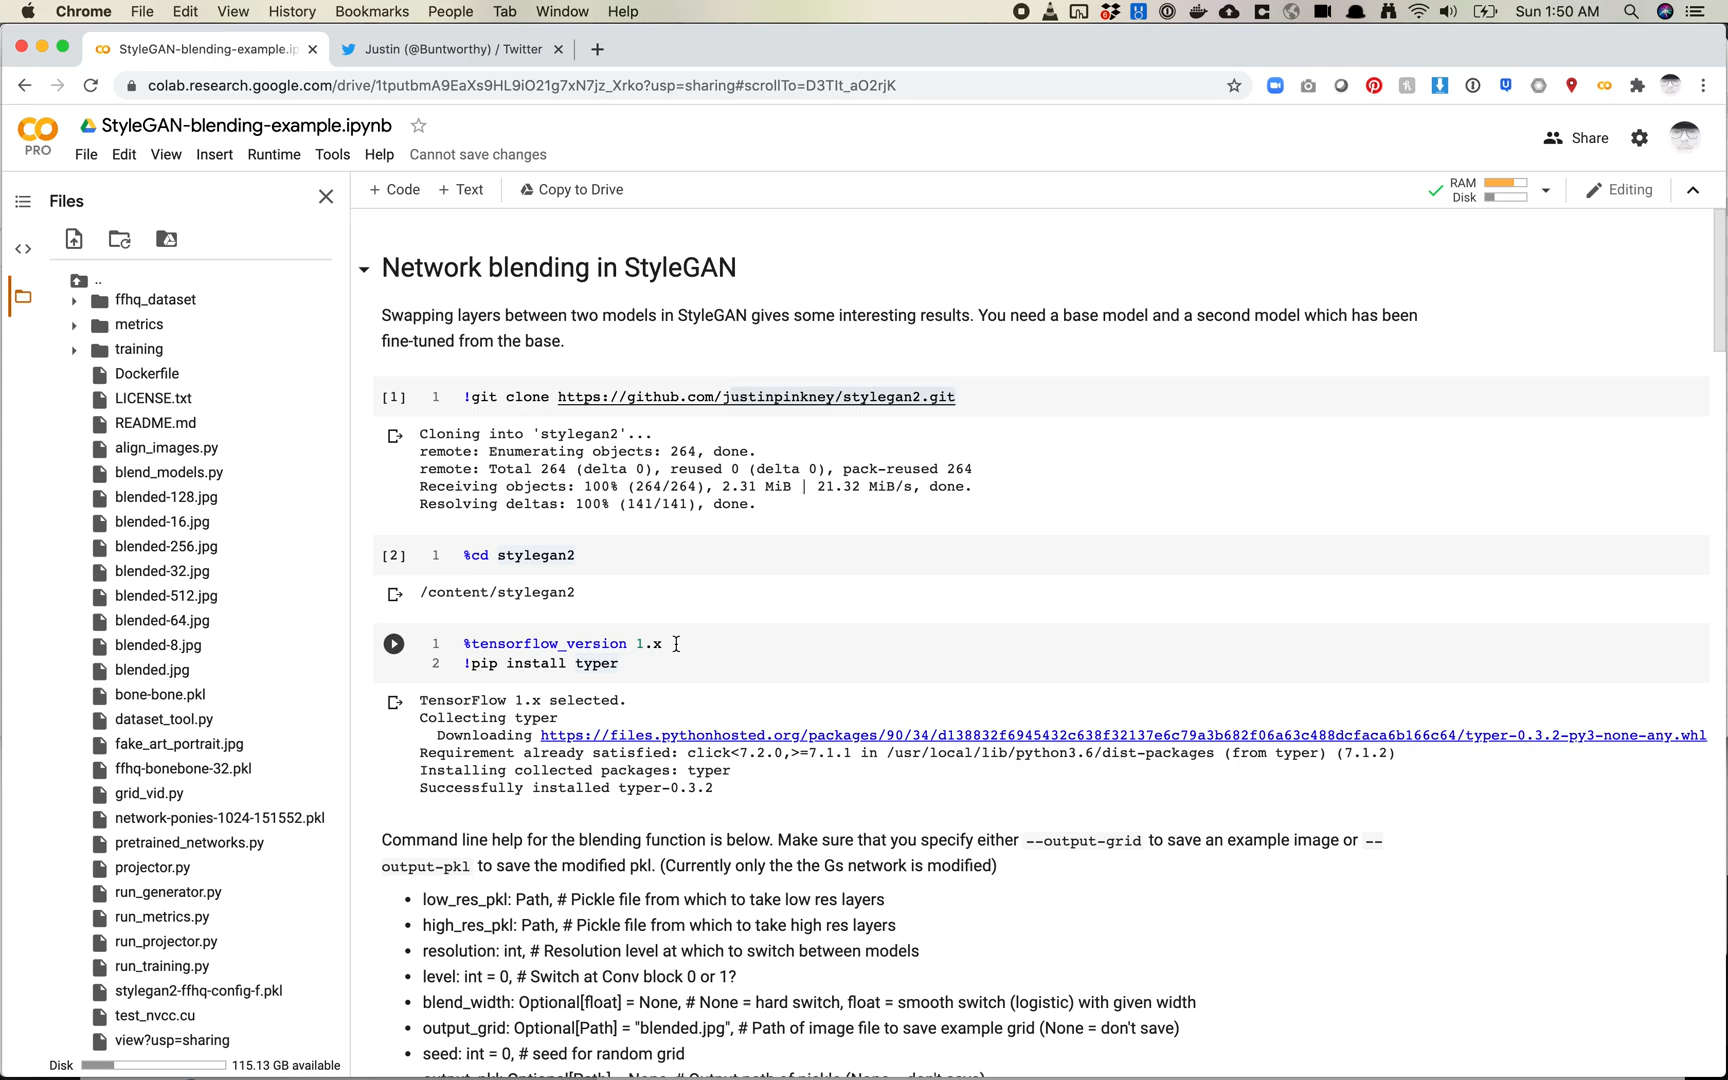 Chrome File Edit View History Bookmarks People Tab Window Help Sun 1:50 AM
StyleGAN-blending-example.ip Justin (@Buntworthy) / Twitter
colab.research.google.com/drive/1tputbmA9EaXs9HL9iO21g7xN7jz_Xrko?usp=sharing#scrollTo=D3TIt_aO2rjK
StyleGAN-blending-example.ipynb
PRO
File Edit View Insert Runtime Tools Help Cannot save changes
Share
Files
+ Code + Text Copy to Drive
RAM
Disk
Editing
..
ffhq_dataset
metrics
training
Dockerfile
LICENSE.txt
README.md
align_images.py
blend_models.py
blended-128.jpg
blended-16.jpg
blended-256.jpg
blended-32.jpg
blended-512.jpg
blended-64.jpg
blended-8.jpg
blended.jpg
bone-bone.pkl
dataset_tool.py
fake_art_portrait.jpg
ffhq-bonebone-32.pkl
grid_vid.py
network-ponies-1024-151552.pkl
pretrained_networks.py
projector.py
run_generator.py
run_metrics.py
run_projector.py
run_training.py
stylegan2-ffhq-config-f.pkl
test_nvcc.cu
view?usp=sharing
Disk 115.13 GB available
Network blending in StyleGAN
Swapping layers between two models in StyleGAN gives some interesting results. You need a base model and a second model which has been
fine-tuned from the base.
[1] 1 !git clone https://github.com/justinpinkney/stylegan2.git
Cloning into 'stylegan2'...
remote: Enumerating objects: 264, done.
remote: Total 264 (delta 0), reused 0 (delta 0), pack-reused 264
Receiving objects: 100% (264/264), 2.31 MiB | 21.32 MiB/s, done.
Resolving deltas: 100% (141/141), done.
[2] 1 %cd stylegan2
/content/stylegan2
1 %tensorflow_version 1.x
2 !pip install typer
TensorFlow 1.x selected.
Collecting typer
Downloading https://files.pythonhosted.org/packages/90/34/d138832f6945432c638f32137e6c79a3b682f06a63c488dcfaca6b166c64/typer-0.3.2-py3-none-any.whl
Requirement already satisfied: click<7.2.0,>=7.1.1 in /usr/local/lib/python3.6/dist-packages (from typer) (7.1.2)
Installing collected packages: typer
Successfully installed typer-0.3.2
Command line help for the blending function is below. Make sure that you specify either --output-grid to save an example image or --
output-pkl to save the modified pkl. (Currently only the the Gs network is modified)
• low_res_pkl: Path, # Pickle file from which to take low res layers
• high_res_pkl: Path, # Pickle file from which to take high res layers
• resolution: int, # Resolution level at which to switch between models
• level: int = 0, # Switch at Conv block 0 or 1?
• blend_width: Optional[float] = None, # None = hard switch, float = smooth switch (logistic) with given width
• output_grid: Optional[Path] = "blended.jpg", # Path of image file to save example grid (None = don't save)
• seed: int = 0, # seed for random grid
output_pkl: Optional[Path] = None, # Output path of pickle (None = don't save)